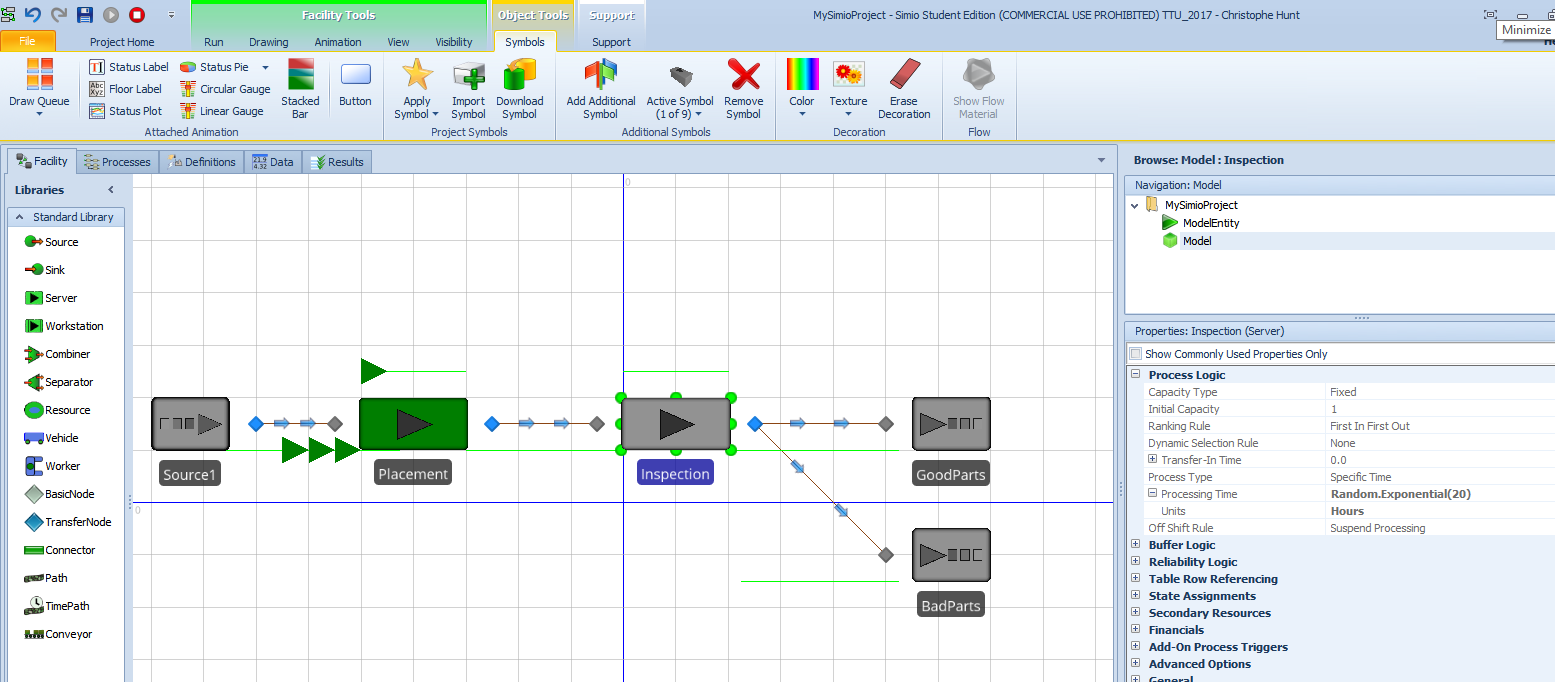 Facility Tools
Object Tools
Support
MySimioProject - Simio Student Edition (COMMERCIAL USE PROHIBITED) TTU_2017 - Christophe Hunt
Minimize
File
Project Home
Run
Drawing
Animation
View
Visibility
Symbols
Support
Draw Queue
Status Label
Floor Label
Status Plot
Status Pie
Circular Gauge
Linear Gauge
Stacked Bar
Button
Attached Animation
Apply Symbol
Import Symbol
Download Symbol
Project Symbols
Add Additional Symbol
Active Symbol (1 of 9)
Remove Symbol
Additional Symbols
Color
Texture
Erase Decoration
Decoration
Show Flow Material
Flow
Facility
Processes
Definitions
Data
Results
Libraries
Standard Library
Source
Sink
Server
Workstation
Combiner
Separator
Resource
Vehicle
Worker
BasicNode
TransferNode
Connector
Path
TimePath
Conveyor
0
0
Source1
Placement
Inspection
GoodParts
BadParts
Browse: Model : Inspection
Navigation: Model
MySimioProject
ModelEntity
Model
Properties: Inspection (Server)
Show Commonly Used Properties Only
Process Logic
Capacity Type Fixed
Initial Capacity 1
Ranking Rule First In First Out
Dynamic Selection Rule None
Transfer-In Time 0.0
Process Type Specific Time
Processing Time Random.Exponential(20)
Units Hours
Off Shift Rule Suspend Processing
Buffer Logic
Reliability Logic
Table Row Referencing
State Assignments
Secondary Resources
Financials
Add-On Process Triggers
Advanced Options
General